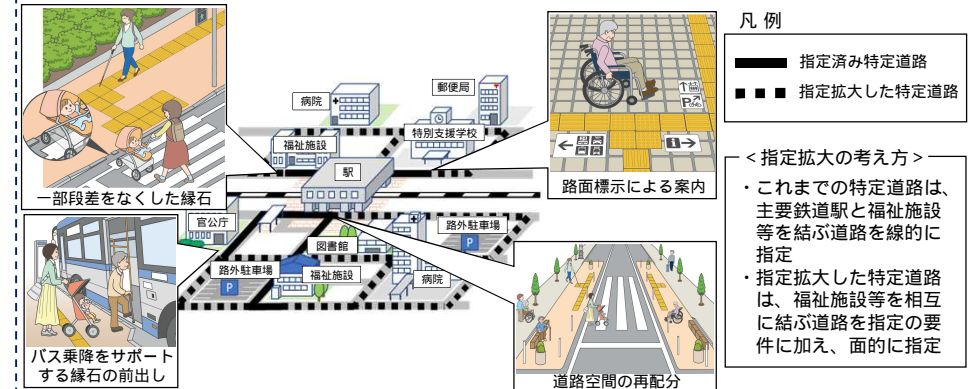 一部段差をなくした縁石
バス乗降をサポート
する縁石の前出し
病院
郵便局
福祉施設
特別支援学校
駅
官公庁
図書館
路外駐車場
P
路外駐車場
P
福祉施設
病院
路面標示による案内
道路空間の再配分
凡 例
指定済み特定道路
指定拡大した特定道路
<指定拡大の考え方>
・これまでの特定道路は、
主要鉄道駅と福祉施設
等を結ぶ道路を線的に
指定
・指定拡大した特定道路
は、福祉施設等を相互
に結ぶ道路を指定の要
件に加え、面的に指定